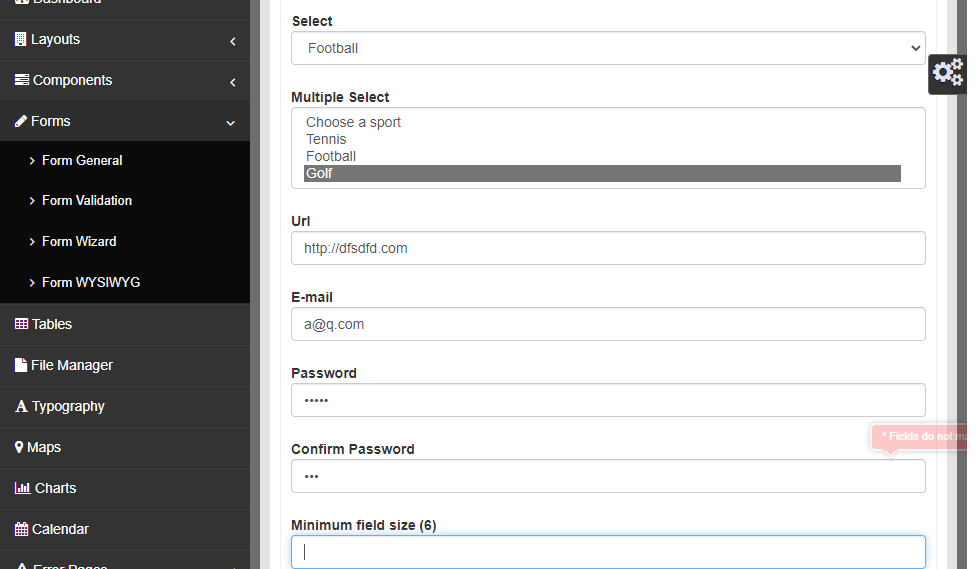 Dashboard
Layouts
Components
Forms
Form General
Form Validation
Form Wizard
Form WYSIWYG
Tables
File Manager
Typography
Maps
Charts
Calendar
Error Pages
Select
Football
Multiple Select
Choose a sport
Tennis
Football
Golf
Url
http://dfsdfd.com
E-mail
a@q.com
Password
•••••
* Fields do not ma
Confirm Password
•••
Minimum field size (6)